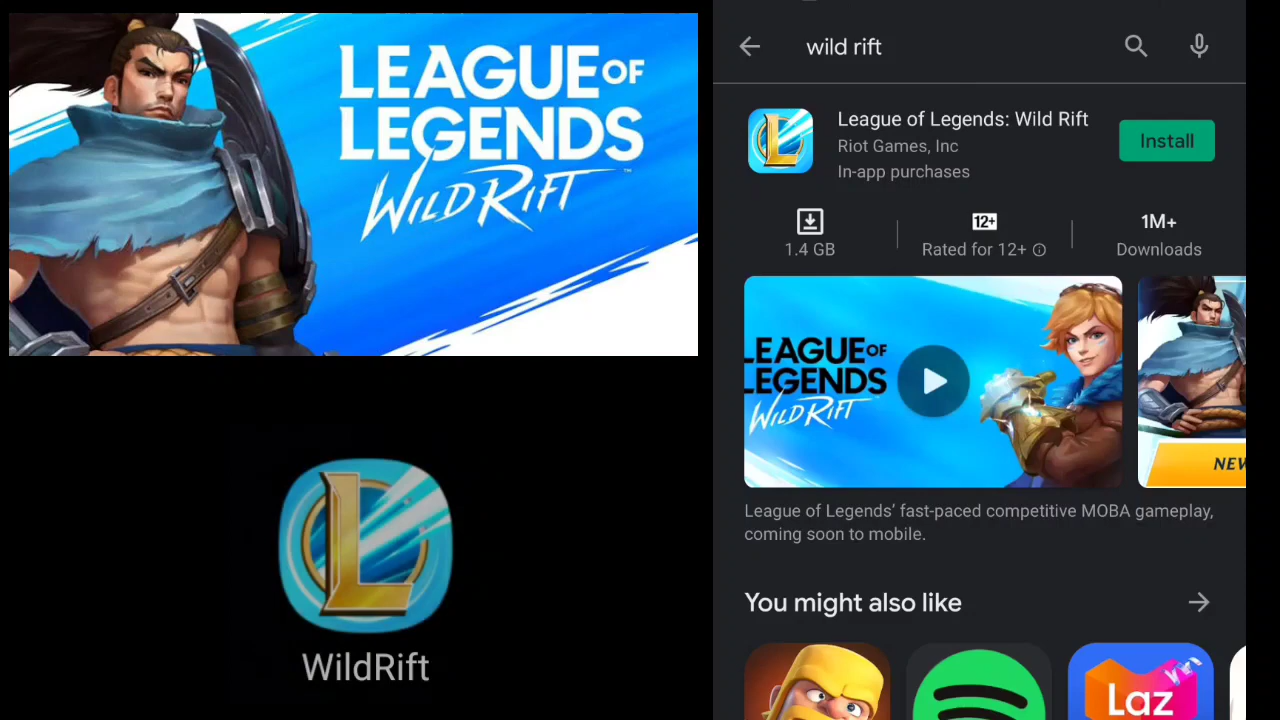 LEAGUE OF
LEGENDS
WILD RIFT
™
WildRift
wild rift
League of Legends: Wild Rift
Riot Games, Inc
In-app purchases
Install
1.4 GB
12+
Rated for 12+
1M+
Downloads
LEAGUE OF
LEGENDS
WILD RIFT
NEW
League of Legends’ fast-paced competitive MOBA gameplay,
coming soon to mobile.
You might also like
Laz